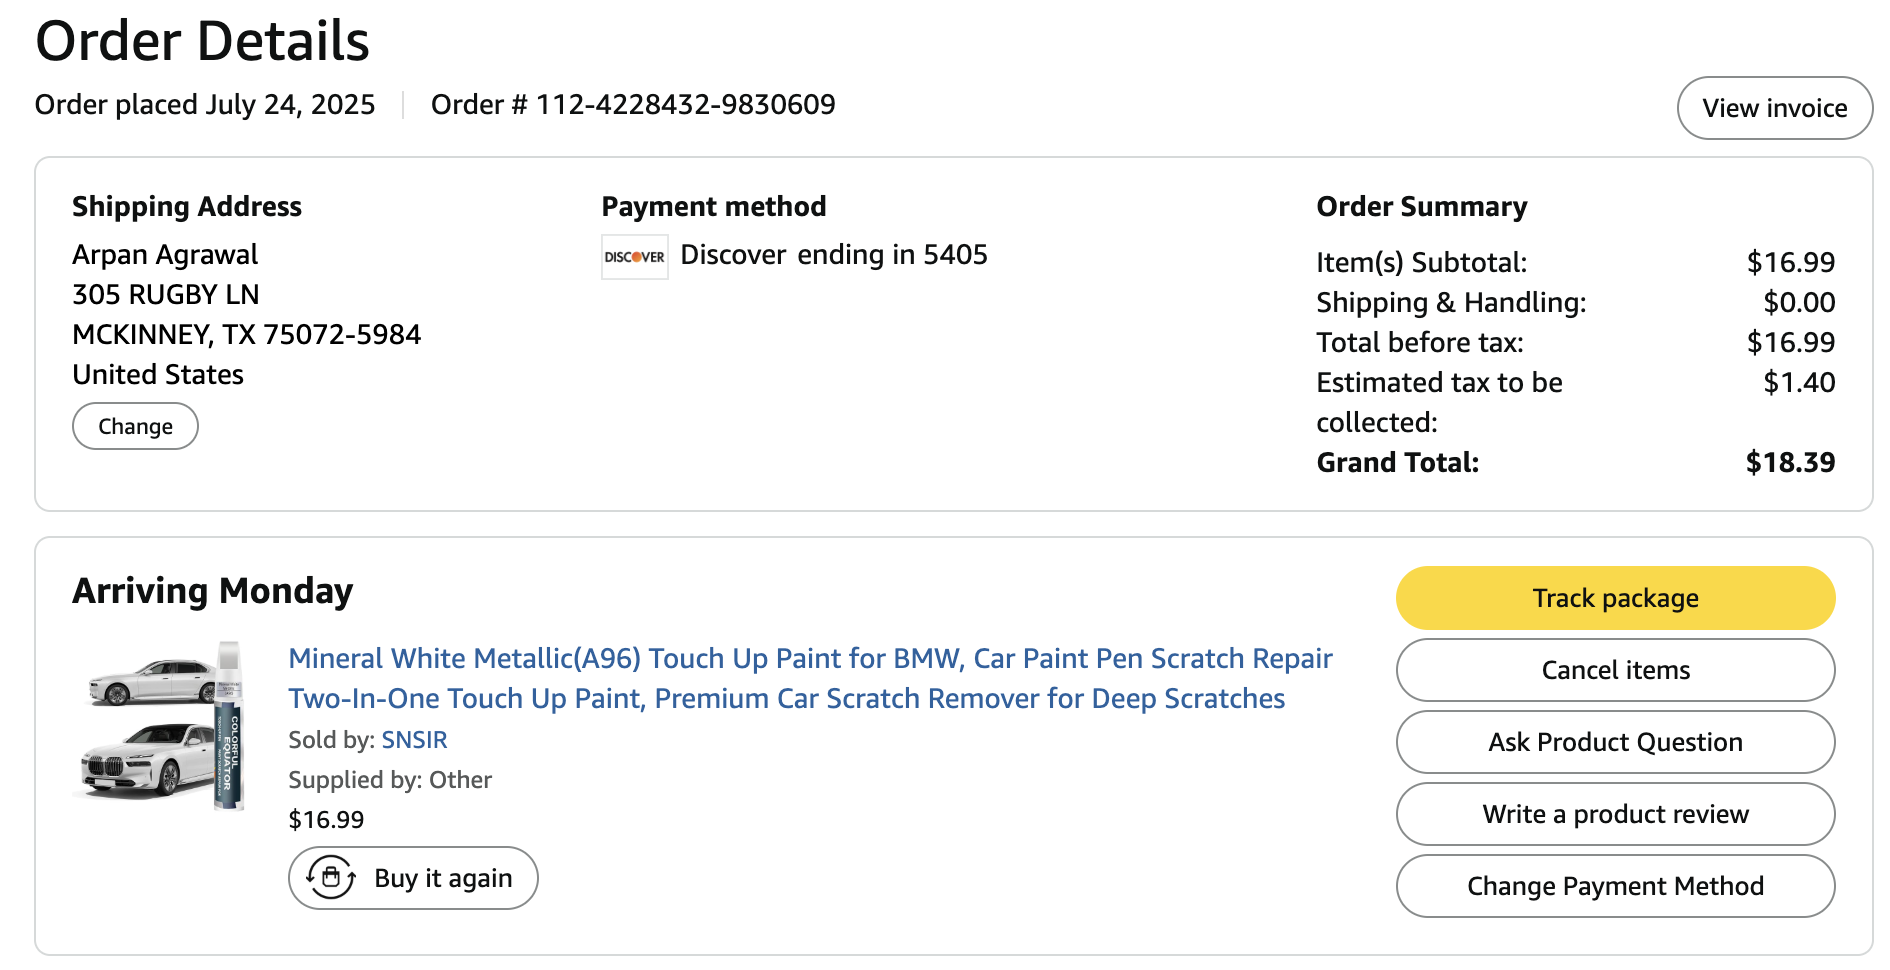 Order Details
Order placed July 24, 2025
Order # 112-4228432-9830609
View invoice
Shipping Address
Arpan Agrawal
305 RUGBY LN
MCKINNEY, TX 75072-5984
United States
Change
Payment method
DISCOVER
Discover ending in 5405
Order Summary
Item(s) Subtotal: $16.99
Shipping & Handling: $0.00
Total before tax: $16.99
Estimated tax to be $1.40
collected:
Grand Total: $18.39
Arriving Monday
COLORFUL
EQUATOR
Mineral White Metallic(A96) Touch Up Paint for BMW, Car Paint Pen Scratch Repair
Two-In-One Touch Up Paint, Premium Car Scratch Remover for Deep Scratches
Sold by: SNSIR
Supplied by: Other
$16.99
Buy it again
Track package
Cancel items
Ask Product Question
Write a product review
Change Payment Method